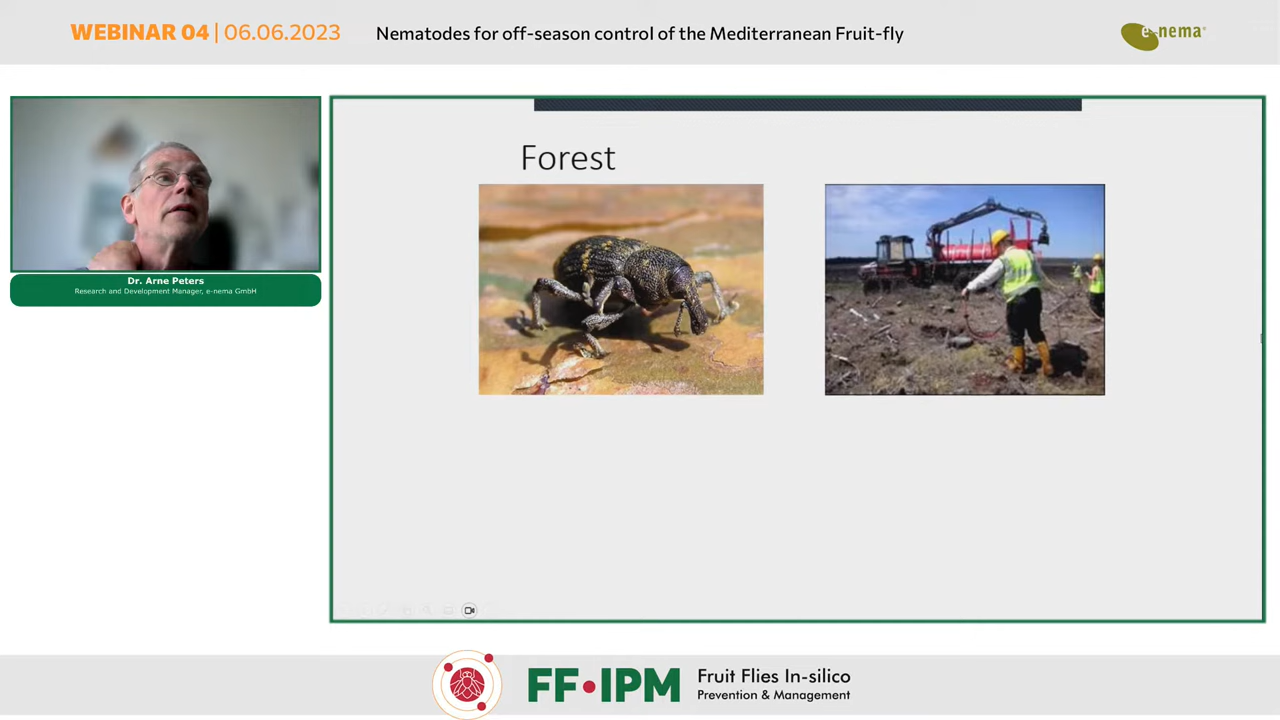 WEBINAR 04 | 06.06.2023
Nematodes for off-season control of the Mediterranean Fruit-fly
e-nema®
Forest
Dr. Arne Peters
Research and Development Manager, e-nema GmbH
FF•IPM
Fruit Flies In-silico
Prevention & Management